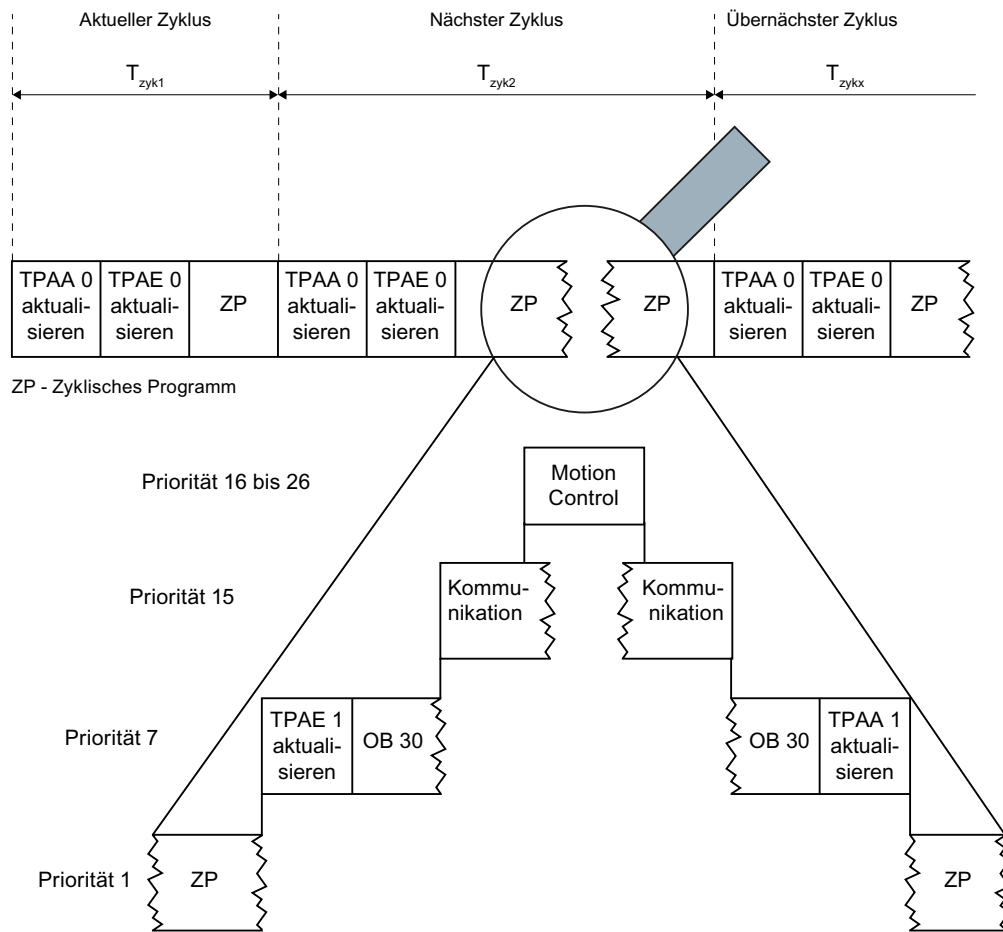 Aktueller Zyklus
Nächster Zyklus
Übernächster Zyklus
Tzyk1
Tzyk2
Tzykx
TPAA 0
aktuali-
sieren
TPAE 0
aktuali-
sieren
ZP
TPAA 0
aktuali-
sieren
TPAE 0
aktuali-
sieren
ZP
ZP
TPAA 0
aktuali-
sieren
TPAE 0
aktuali-
sieren
ZP
ZP - Zyklisches Programm
Priorität 16 bis 26
Motion
Control
Priorität 15
Kommu-
nikation
Kommu-
nikation
Priorität 7
TPAE 1
aktuali-
sieren
OB 30
OB 30
TPAA 1
aktuali-
sieren
Priorität 1
ZP
ZP